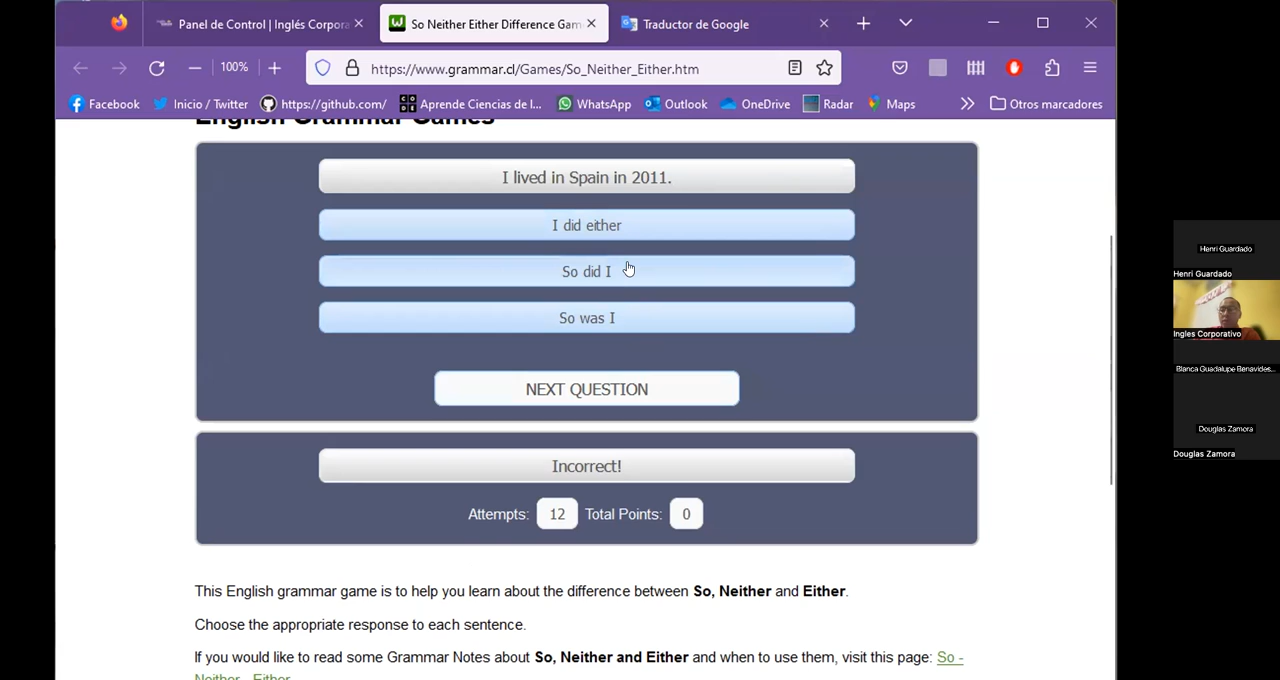 Panel de Control | Inglés Corpora
So Neither Either Difference Gam
Traductor de Google
100%
https://www.grammar.cl/Games/So_Neither_Either.htm
Facebook
Inicio / Twitter
https://github.com/
Aprende Ciencias de l...
WhatsApp
Outlook
OneDrive
Radar
Maps
Otros marcadores
English Grammar Games
I lived in Spain in 2011.
I did either
So did I
So was I
NEXT QUESTION
Incorrect!
Attempts: 12 Total Points: 0
This English grammar game is to help you learn about the difference between So, Neither and Either.
Choose the appropriate response to each sentence.
If you would like to read some Grammar Notes about So, Neither and Either and when to use them, visit this page: So -
Neither - Either
Henri Guardado
Henri Guardado
Ingles Corporativo
Blanca Guadalupe Benavides...
Douglas Zamora
Douglas Zamora